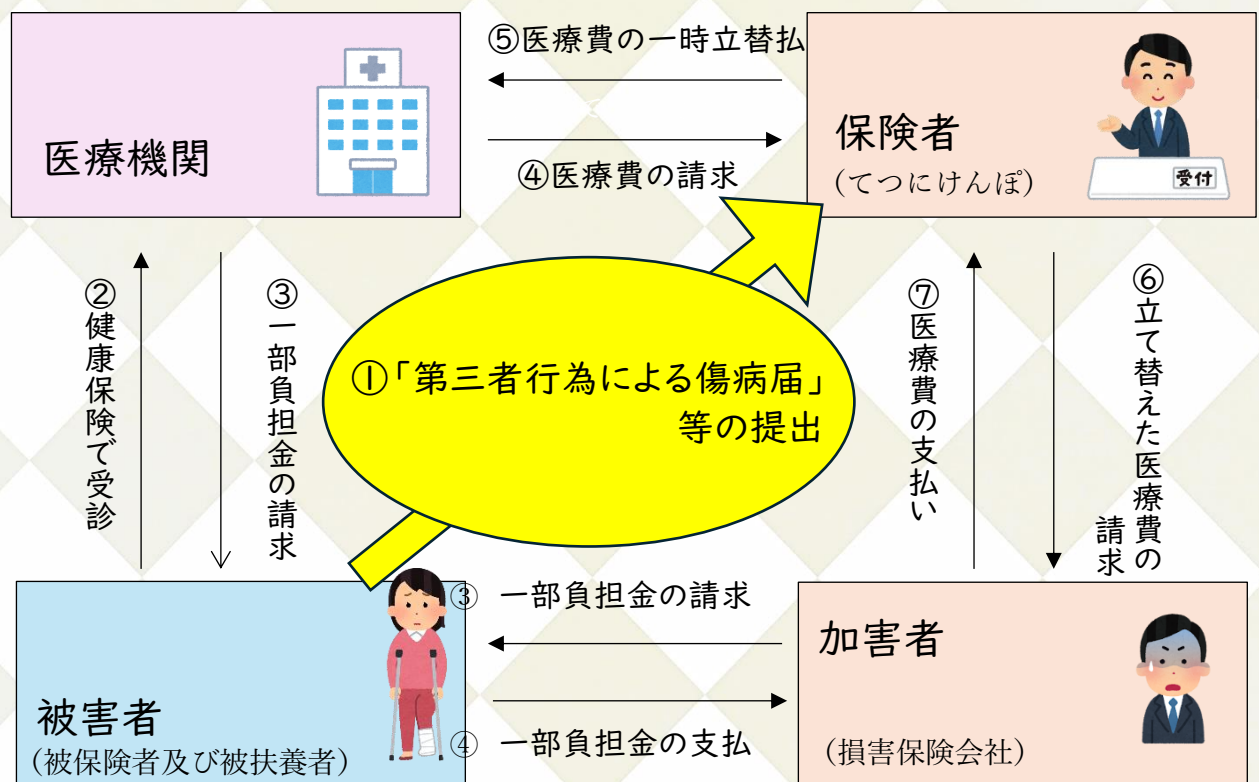 ⑤医療費の一時立替払
医療機関
④医療費の請求
保険者
(てつにけんぽ)
受付
②健康保険で受診
③一部負担金の請求
①「第三者行為による傷病届」
等の提出
⑦医療費の支払い
⑥立て替えた医療費の
請求
③ 一部負担金の請求
④ 一部負担金の支払
被害者
(被保険者及び被扶養者)
加害者
(損害保険会社)